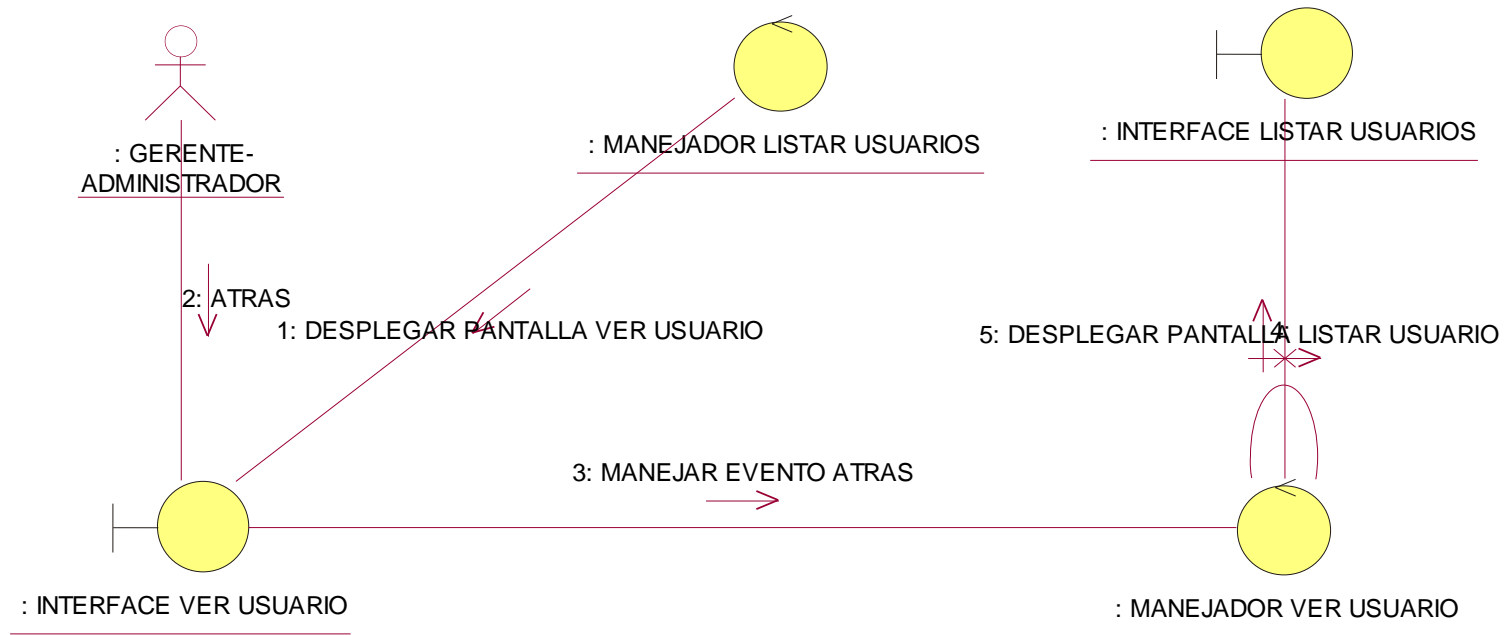 : GERENTE-
ADMINISTRADOR
: MANEJADOR LISTAR USUARIOS
: INTERFACE LISTAR USUARIOS
2: ATRAS
1: DESPLEGAR PANTALLA VER USUARIO
5: DESPLEGAR PANTALLA LISTAR USUARIO
4:
3: MANEJAR EVENTO ATRAS
: INTERFACE VER USUARIO
: MANEJADOR VER USUARIO